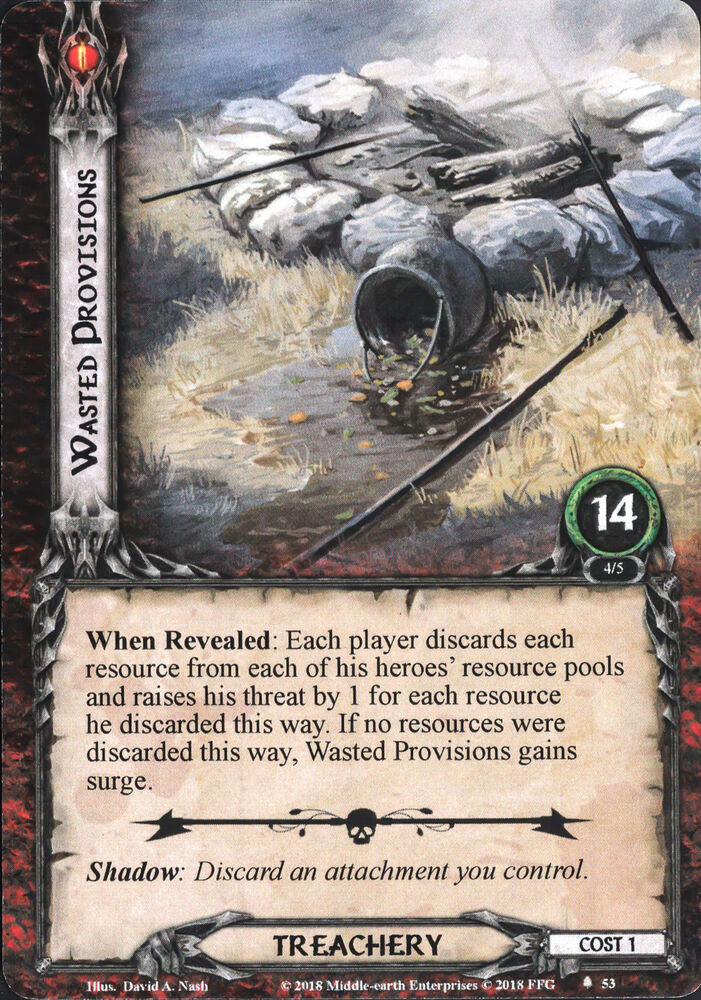 WASTED PROVISIONS
14
4/5
When Revealed: Each player discards each
resource from each of his heroes' resource pools
and raises his threat by 1 for each resource
he discarded this way. If no resources were
discarded this way, Wasted Provisions gains
surge.
Shadow: Discard an attachment you control.
TREACHERY
COST 1
Illus. David A. Nash
© 2018 Middle-earth Enterprises © 2018 FFG
53